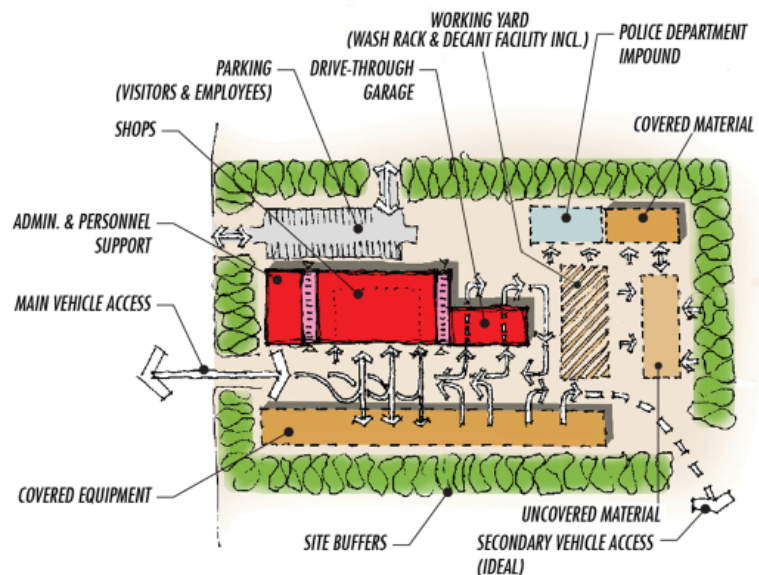 WORKING YARD
(WASH RACK & DECANT FACILITY INCL.)
POLICE DEPARTMENT
IMPOUND
PARKING
(VISITORS & EMPLOYEES)
DRIVE-THROUGH
GARAGE
SHOPS
COVERED MATERIAL
ADMIN. & PERSONNEL
SUPPORT
MAIN VEHICLE ACCESS
COVERED EQUIPMENT
SITE BUFFERS
UNCOVERED MATERIAL
SECONDARY VEHICLE ACCESS
(IDEAL)